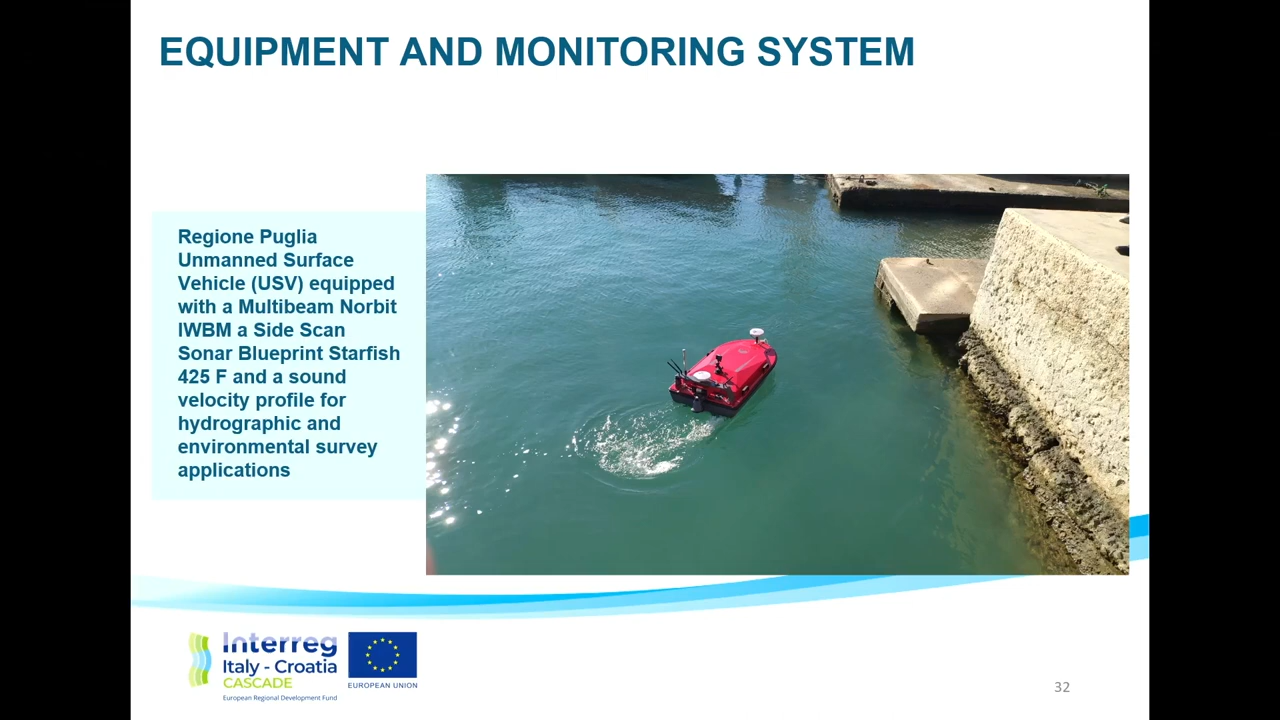 EQUIPMENT AND MONITORING SYSTEM
Regione Puglia
Unmanned Surface
Vehicle (USV) equipped
with a Multibeam Norbit
IWBM a Side Scan
Sonar Blueprint Starfish
425 F and a sound
velocity profile for
hydrographic and
environmental survey
applications
Interreg
Italy - Croatia
CASCADE
European Regional Development Fund
EUROPEAN UNION
32